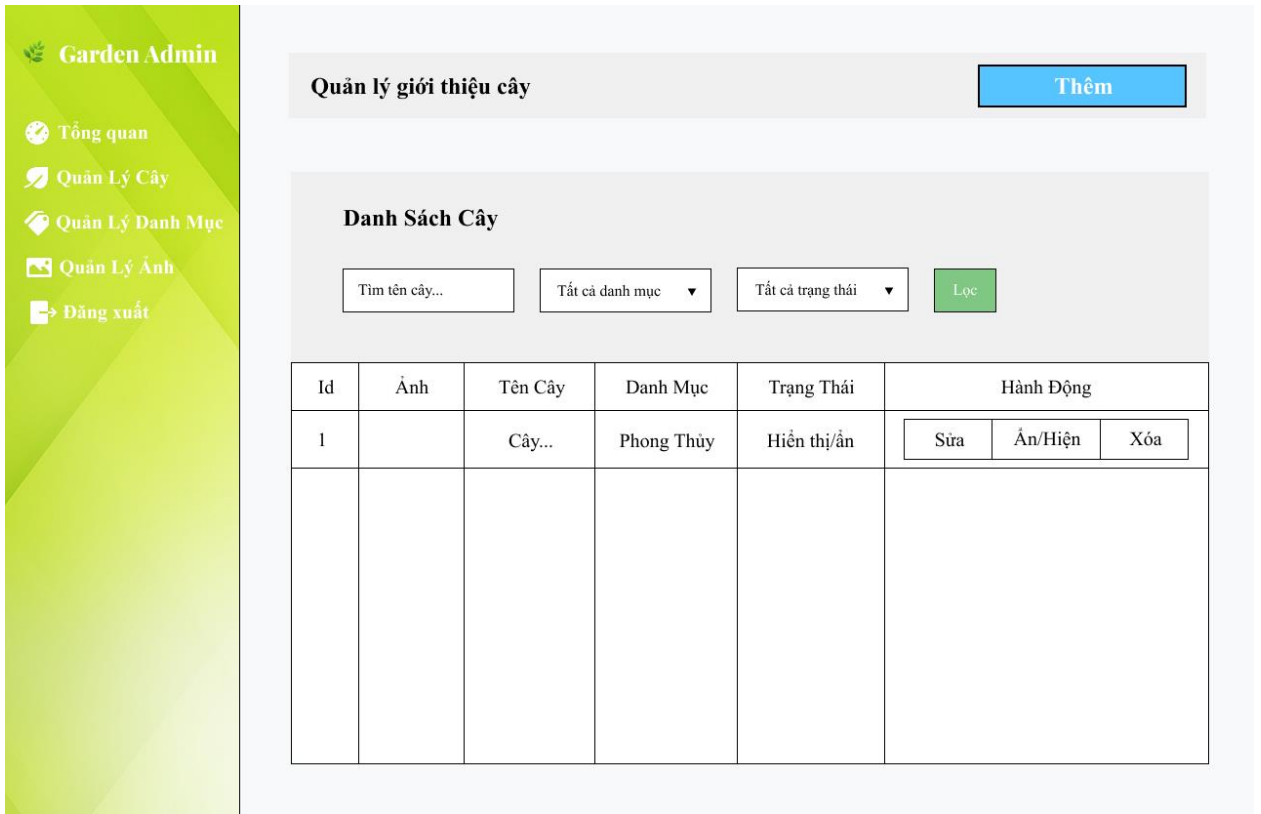 Garden Admin
Tổng quan
Quản Lý Cây
Quản Lý Danh Mục
Quản Lý Ảnh
Đăng xuất
Quản lý giới thiệu cây
Thêm
Danh Sách Cây
Tìm tên cây...
Tất cả danh mục
Tất cả trạng thái
Lọc
Id Ảnh Tên Cây Danh Mục Trạng Thái Hành Động
1 Cây... Phong Thủy Hiển thị/ẩn Sửa Ẩn/Hiện Xóa